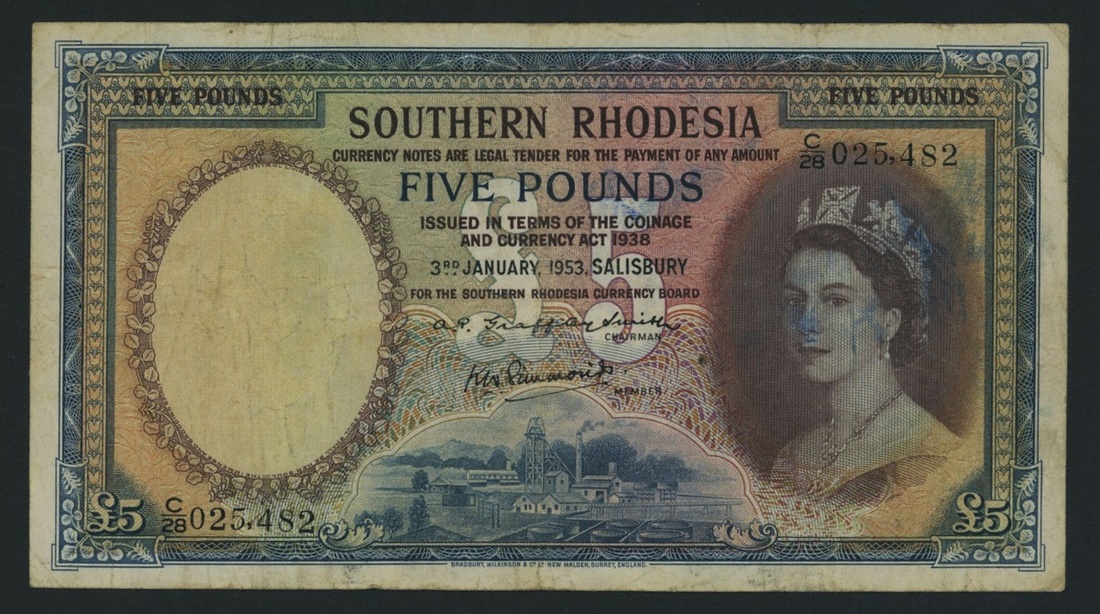 FIVE POUNDS
FIVE POUNDS
SOUTHERN RHODESIA
CURRENCY NOTES ARE LEGAL TENDER FOR THE PAYMENT OF ANY AMOUNT
C/28 025,482
FIVE POUNDS
£5
ISSUED IN TERMS OF THE COINAGE
AND CURRENCY ACT 1938
3RD JANUARY, 1953, SALISBURY
FOR THE SOUTHERN RHODESIA CURRENCY BOARD
CHAIRMAN
MEMBER
£5
C/28 025,482
£5
BRADBURY, WILKINSON & Co Ld NEW MALDEN, SURREY, ENGLAND.